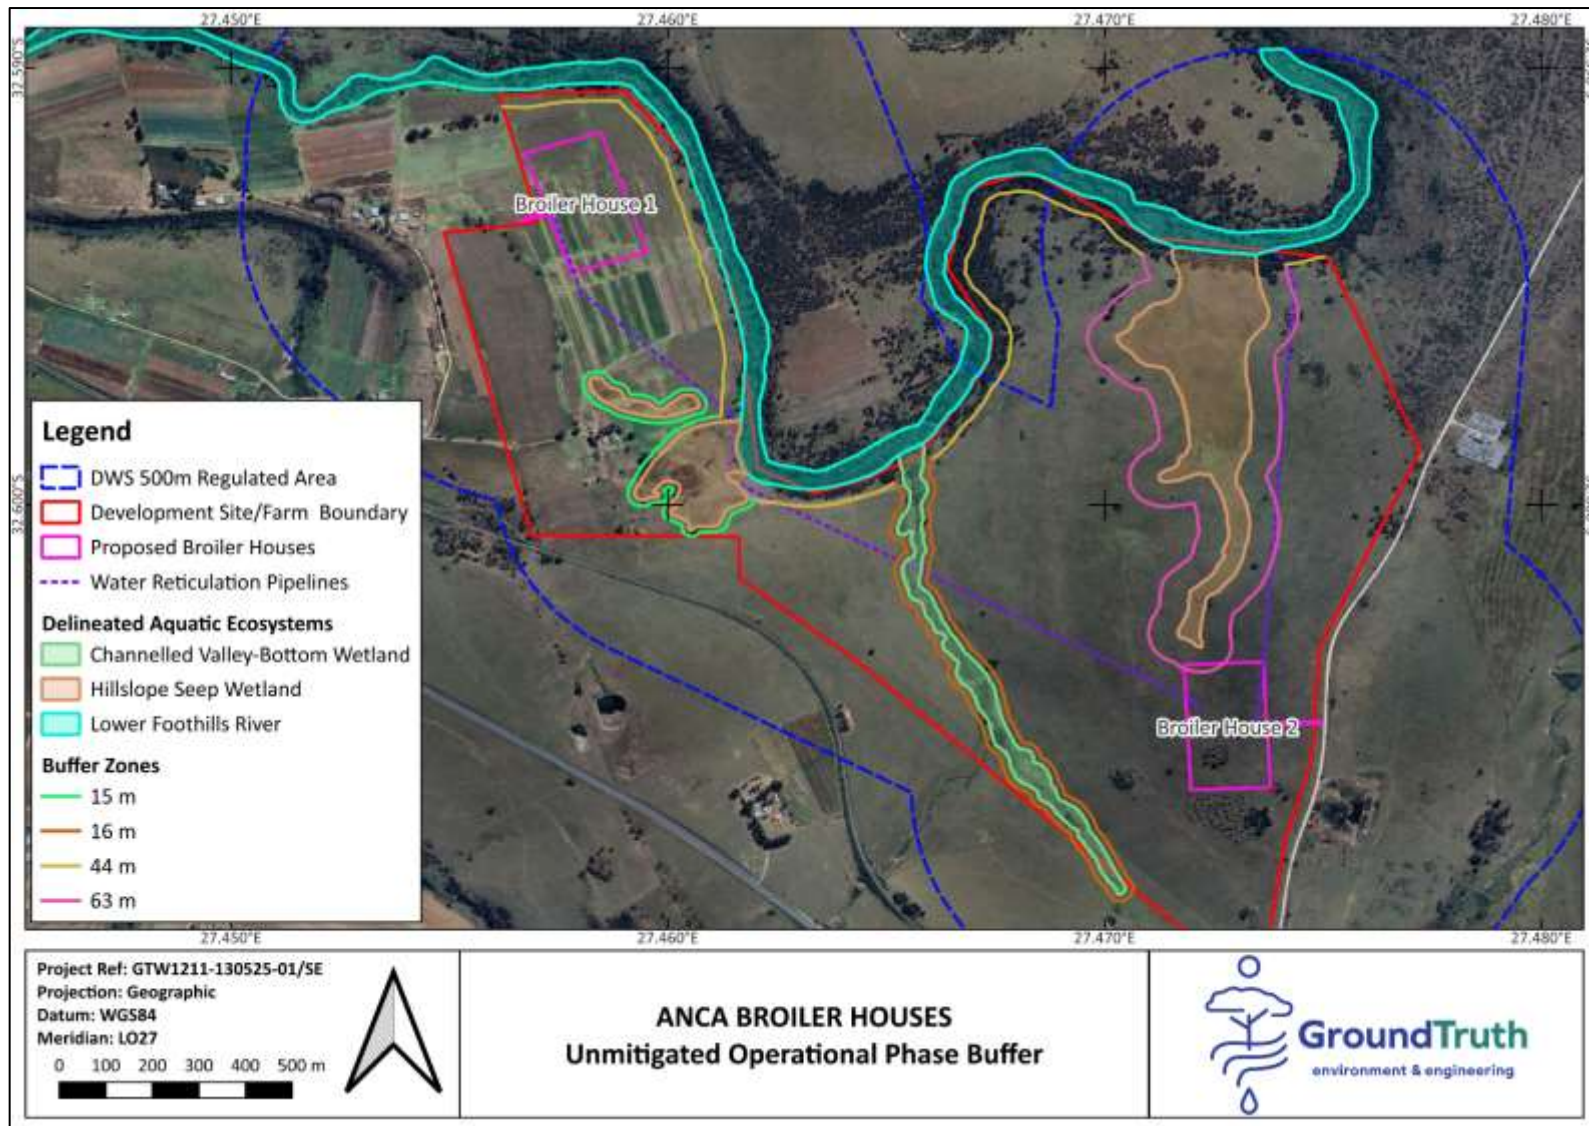 27.450°E 27.460°E 27.470°E 27.480°E
32.590°S
Broiler House 1
32.600°S
Broiler House 2
Legend
DWS 500m Regulated Area
Development Site/Farm Boundary
Proposed Broiler Houses
Water Reticulation Pipelines
Delineated Aquatic Ecosystems
Channelled Valley-Bottom Wetland
Hillslope Seep Wetland
Lower Foothills River
Buffer Zones
15 m
16 m
44 m
63 m
27.450°E 27.460°E 27.470°E 27.480°E
Project Ref: GTW1211-130525-01/SE
Projection: Geographic
Datum: WGS84
Meridian: LO27
0 100 200 300 400 500 m
ANCA BROILER HOUSES
Unmitigated Operational Phase Buffer
GroundTruth
environment & engineering